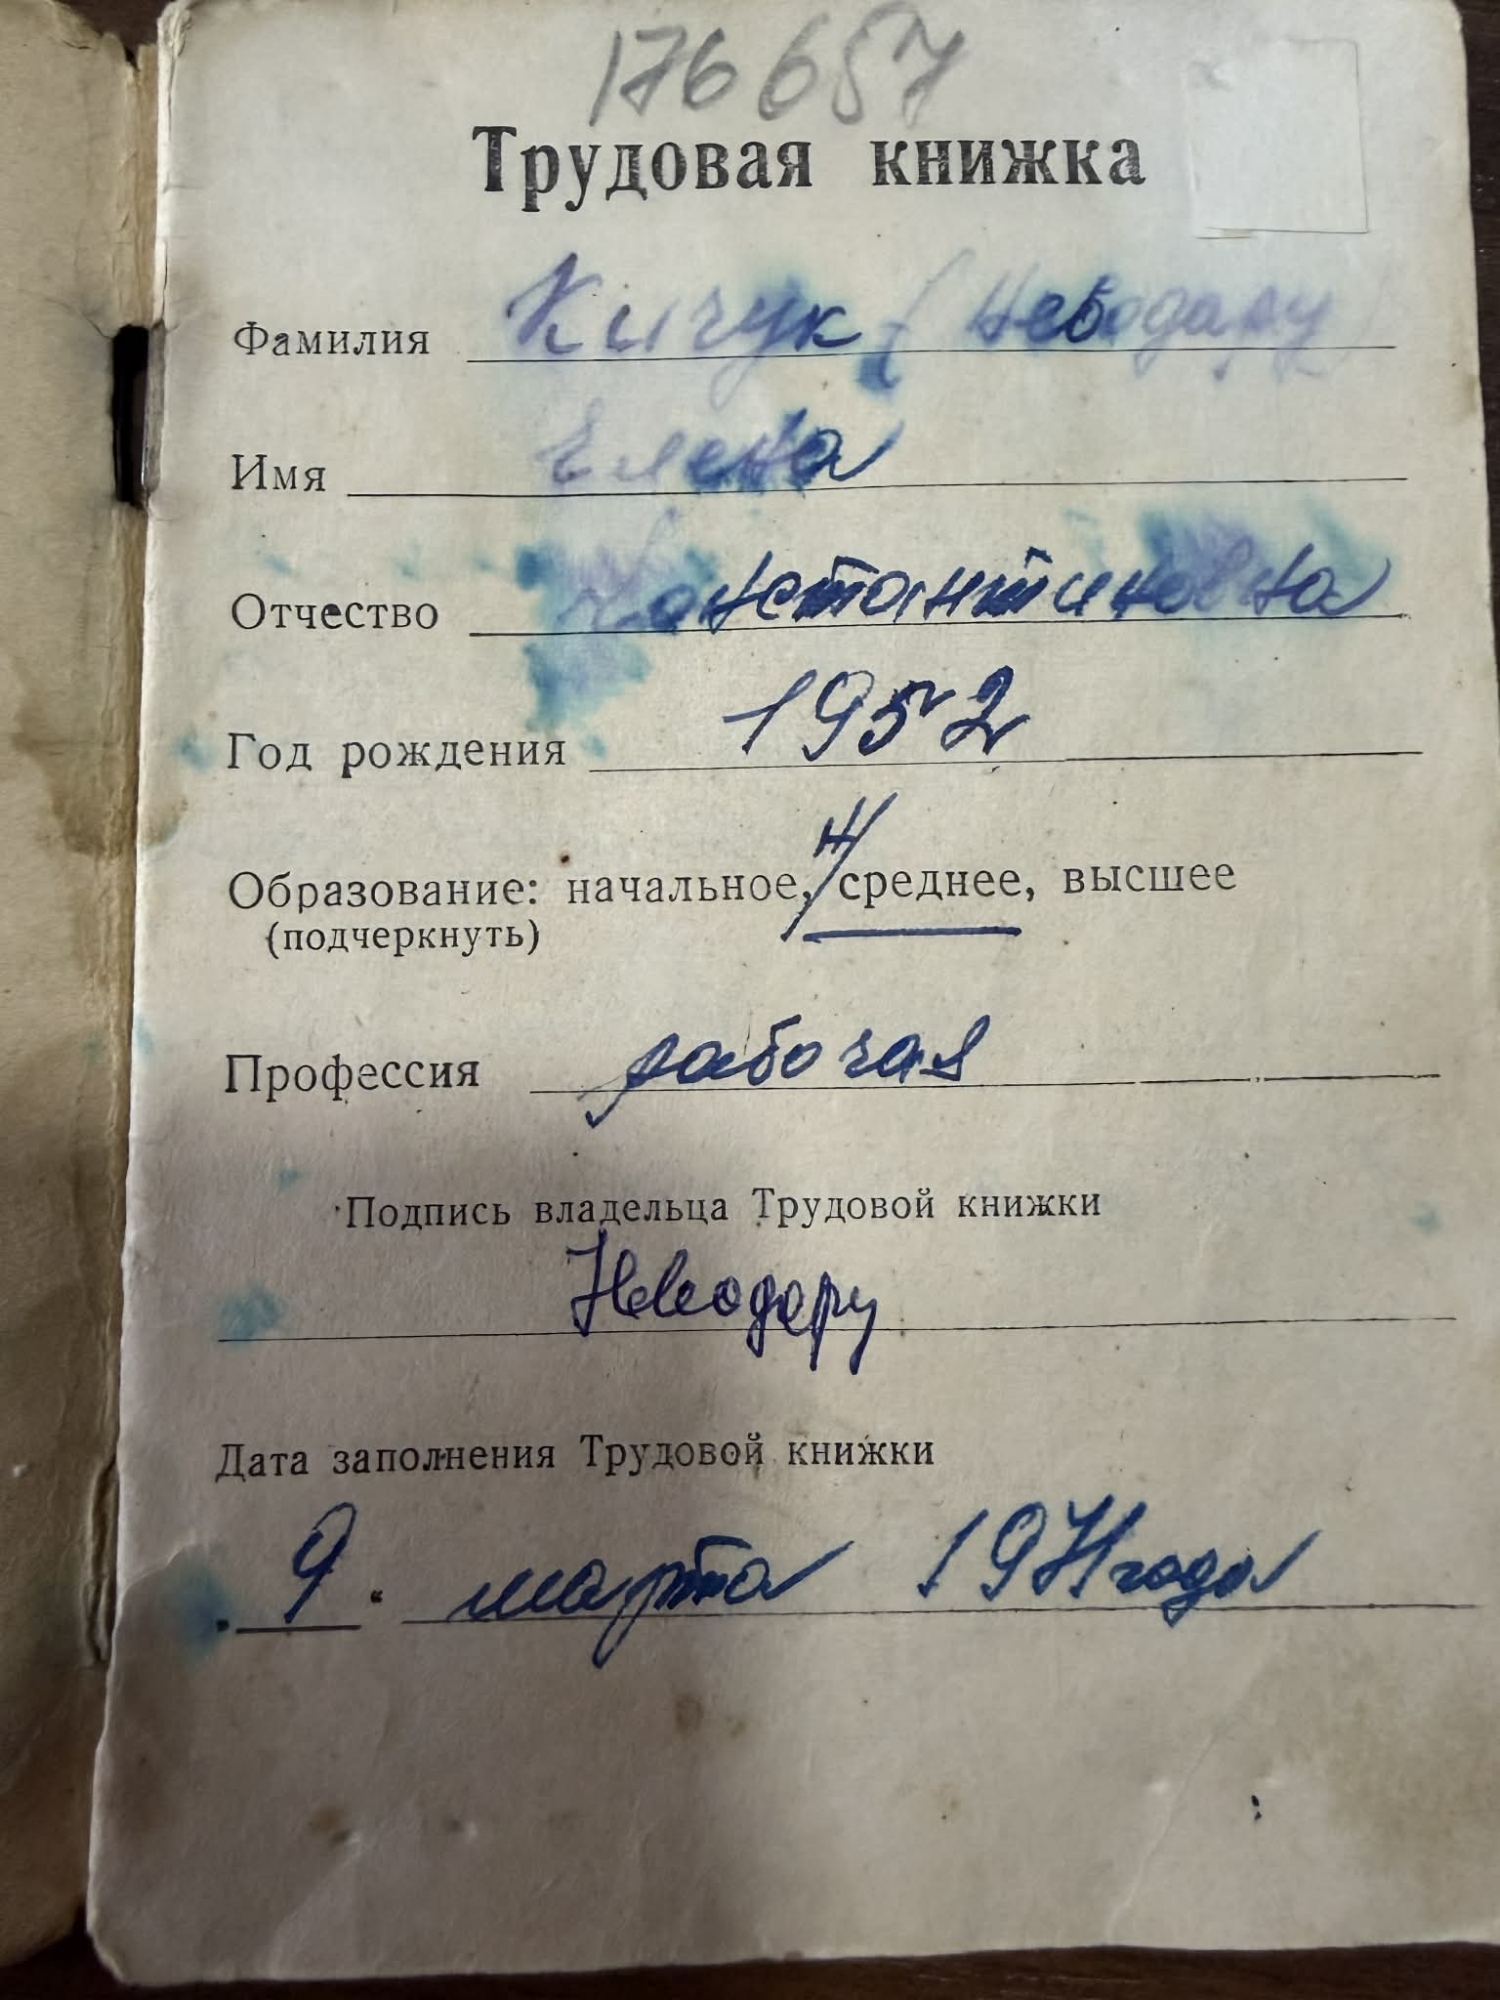 176657
Трудовая книжка
Фамилия Кичук (Неводару)
Имя Елена
Отчество Константиновна
Год рождения 1952
Образование: начальное, н/среднее, высшее
(подчеркнуть)
Профессия рабочая
Подпись владельца Трудовой книжки
Неводару
Дата заполнения Трудовой книжки
9. марта 1971 года